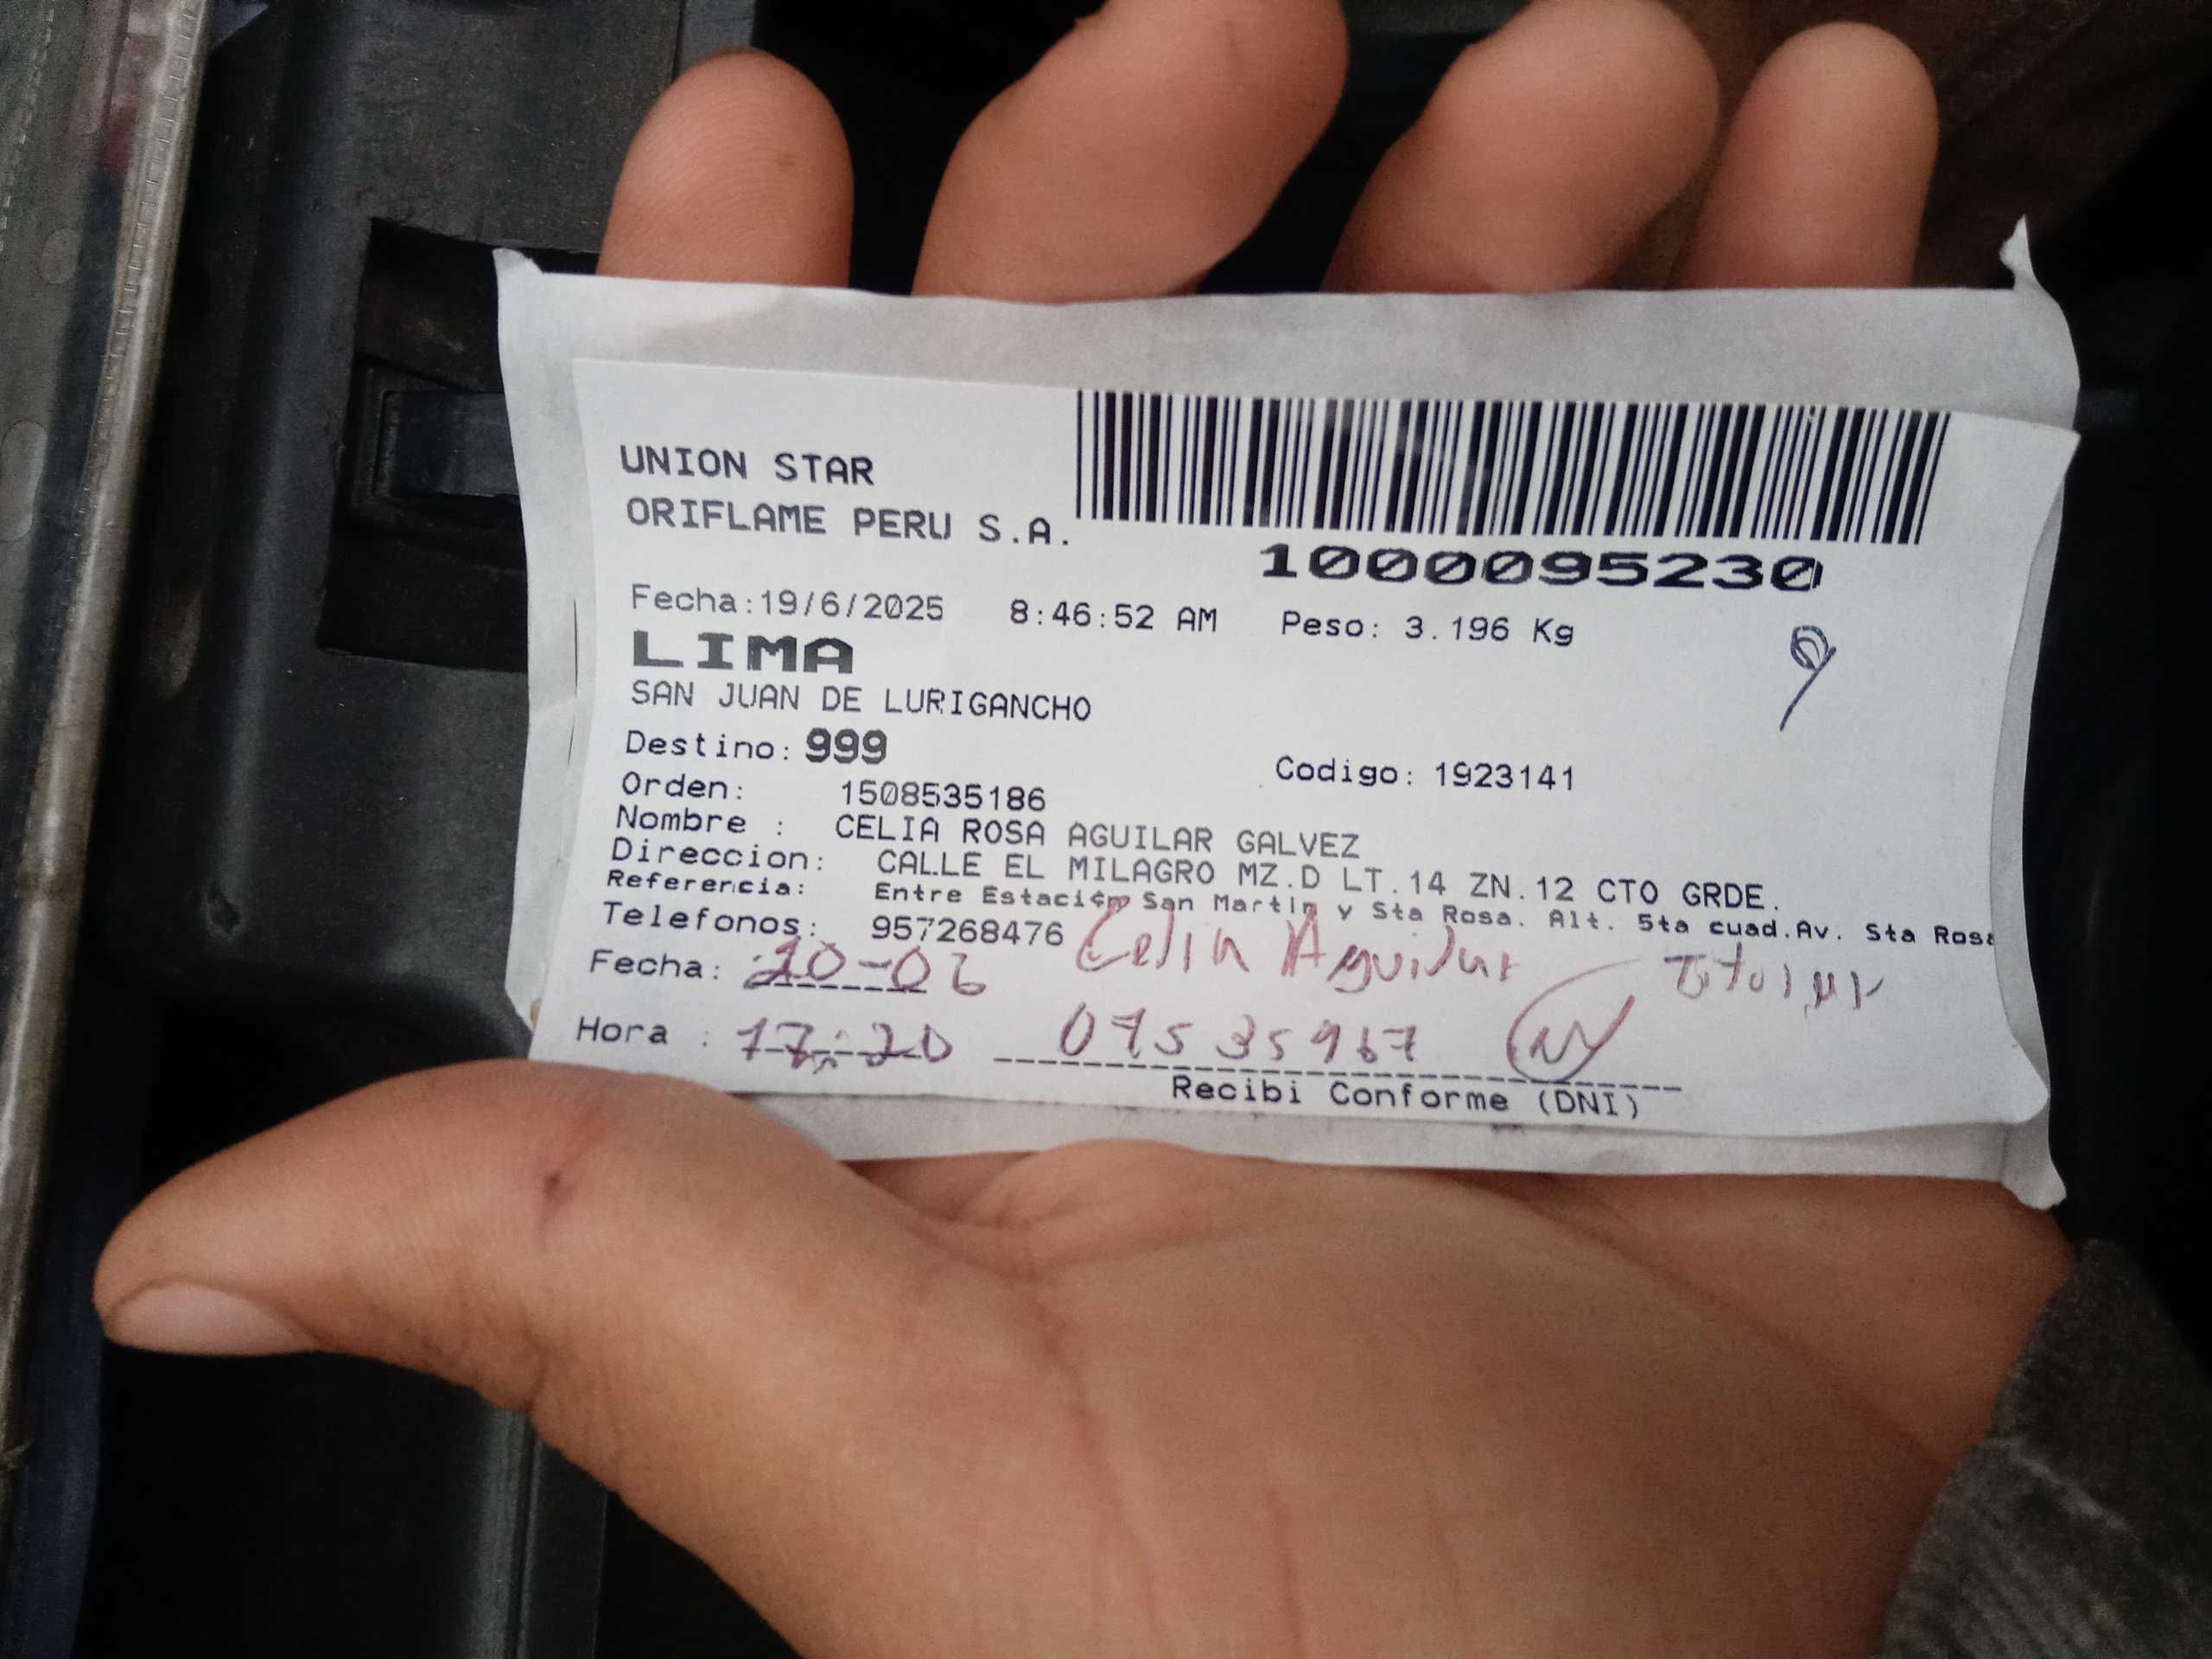 UNION STAR
ORIFLAME PERU S.A.
1000095230
Fecha:19/6/2025 8:46:52 AM Peso: 3.196 Kg
LIMA
SAN JUAN DE LURIGANCHO
Destino: 999
Codigo: 1923141
Orden: 1508535186
Nombre : CELIA ROSA AGUILAR GALVEZ
Direccion: CALLE EL MILAGRO MZ.D LT.14 ZN.12 CTO GRDE.
Referencia: Entre Estación San Martin y Sta Rosa. Alt. 5ta cuad.Av. Sta Rosa
Telefonos: 957268476
Celia Aguilar Titular
Fecha: 20-06
Hora : 17:20 07535967
Recibi Conforme (DNI)